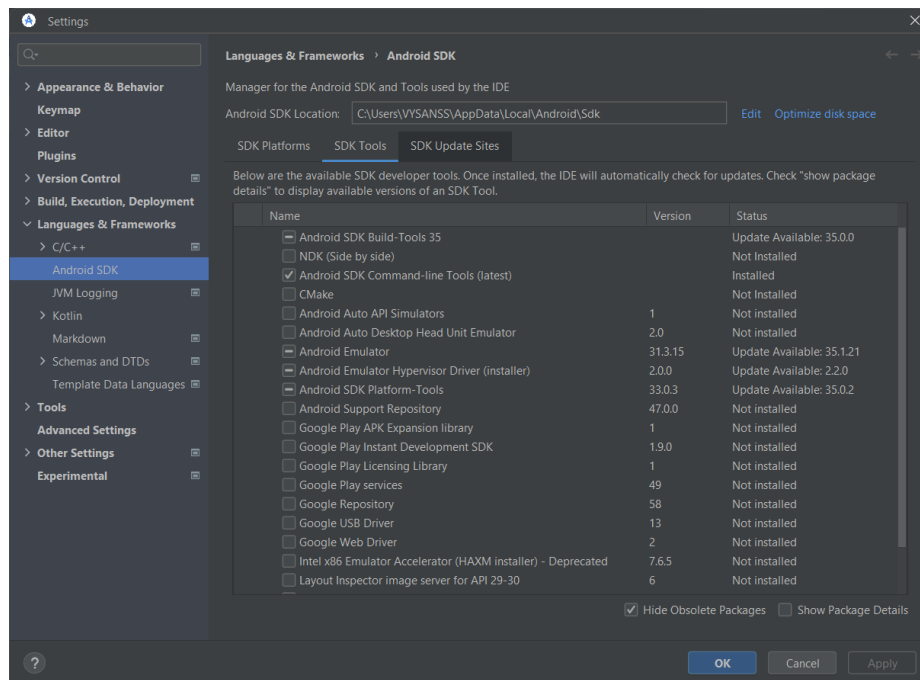 Settings
Languages & Frameworks › Android SDK
Manager for the Android SDK and Tools used by the IDE
Android SDK Location: C:\Users\VYSANSS\AppData\Local\Android\Sdk Edit Optimize disk space
Appearance & Behavior
Keymap
Editor
Plugins
Version Control
Build, Execution, Deployment
Languages & Frameworks
C/C++
Android SDK
JVM Logging
Kotlin
Markdown
Schemas and DTDs
Template Data Languages
Tools
Advanced Settings
Other Settings
Experimental
SDK Platforms SDK Tools SDK Update Sites
Below are the available SDK developer tools. Once installed, the IDE will automatically check for updates. Check "show package
details" to display available versions of an SDK Tool.
Name Version Status
Android SDK Build-Tools 35 Update Available: 35.0.0
NDK (Side by side) Not Installed
Android SDK Command-line Tools (latest) Installed
CMake Not Installed
Android Auto API Simulators 1 Not installed
Android Auto Desktop Head Unit Emulator 2.0 Not installed
Android Emulator 31.3.15 Update Available: 35.1.21
Android Emulator Hypervisor Driver (installer) 2.0.0 Update Available: 2.2.0
Android SDK Platform-Tools 33.0.3 Update Available: 35.0.2
Android Support Repository 47.0.0 Not installed
Google Play APK Expansion library 1 Not installed
Google Play Instant Development SDK 1.9.0 Not installed
Google Play Licensing Library 1 Not installed
Google Play services 49 Not installed
Google Repository 58 Not installed
Google USB Driver 13 Not installed
Google Web Driver 2 Not installed
Intel x86 Emulator Accelerator (HAXM installer) - Deprecated 7.6.5 Not installed
Layout Inspector image server for API 29-30 6 Not installed
Hide Obsolete Packages Show Package Details
? OK Cancel Apply